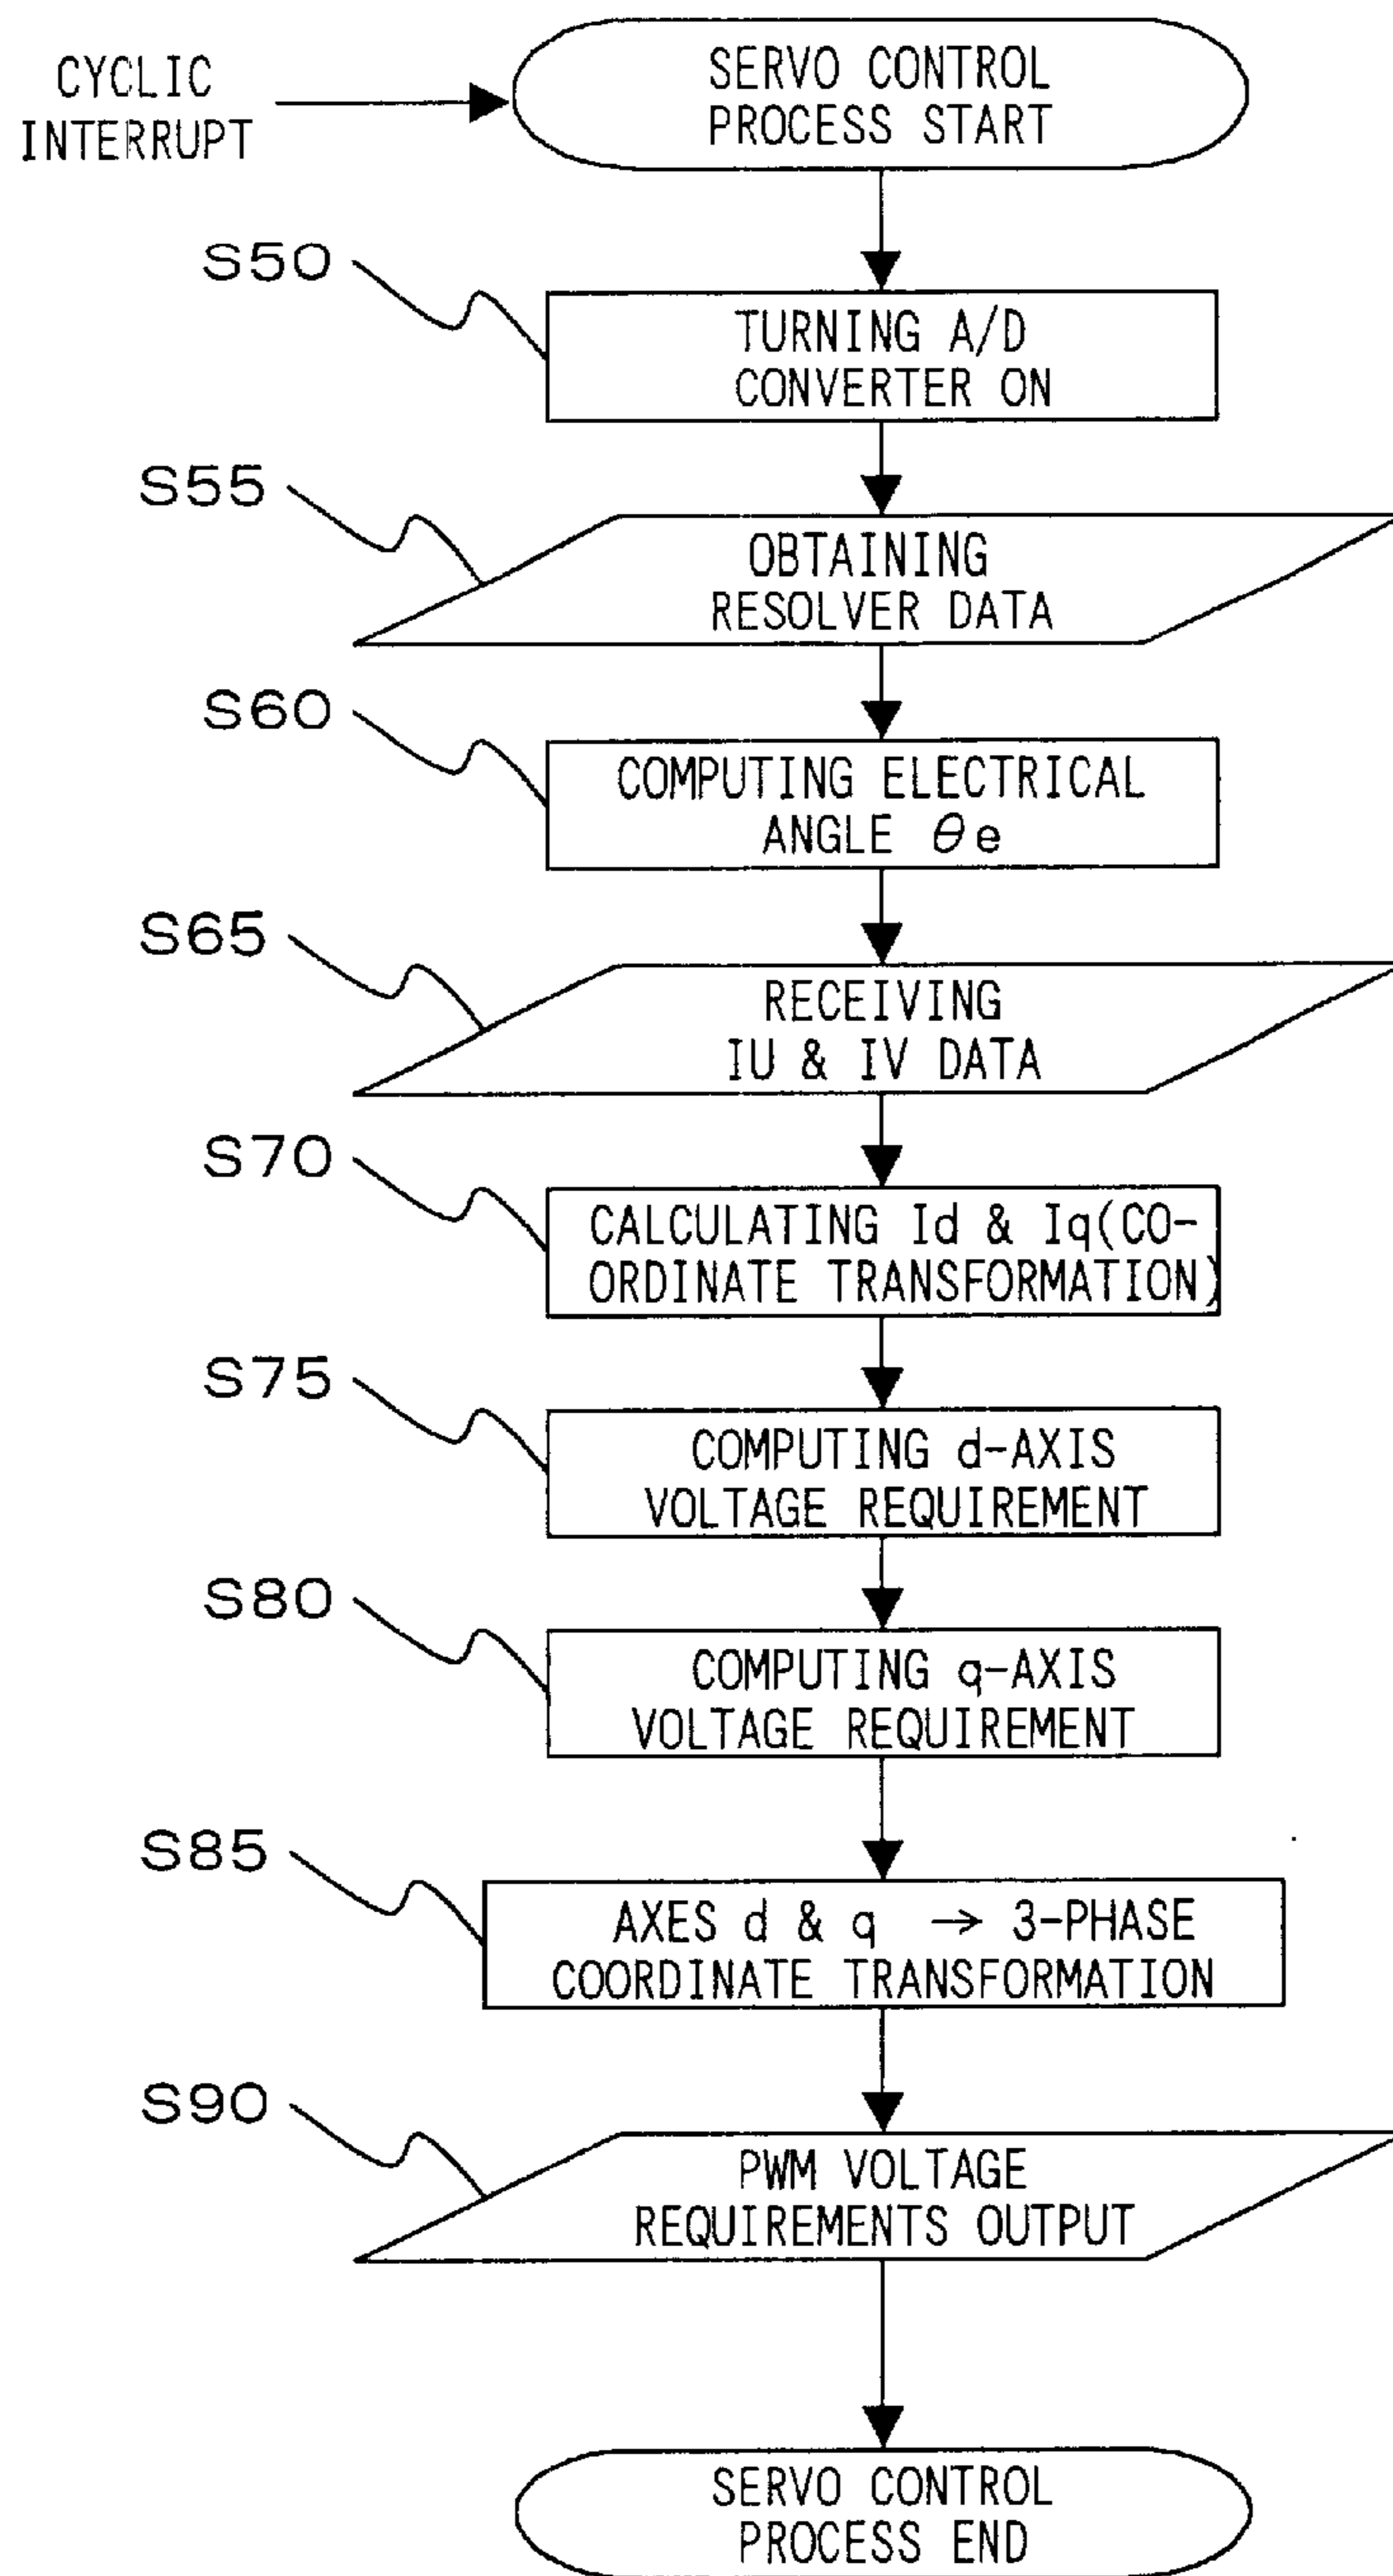 CYCLIC
INTERRUPT
SERVO CONTROL
PROCESS START
S50
TURNING A/D
CONVERTER ON
S55
OBTAINING
RESOLVER DATA
S60
COMPUTING ELECTRICAL
ANGLE θe
S65
RECEIVING
IU & IV DATA
S70
CALCULATING Id & Iq(CO-
ORDINATE TRANSFORMATION)
S75
COMPUTING d-AXIS
VOLTAGE REQUIREMENT
S80
COMPUTING q-AXIS
VOLTAGE REQUIREMENT
S85
AXES d & q → 3-PHASE
COORDINATE TRANSFORMATION
S90
PWM VOLTAGE
REQUIREMENTS OUTPUT
SERVO CONTROL
PROCESS END